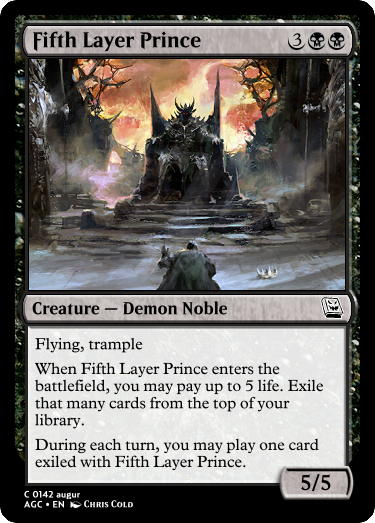 Fifth Layer Prince 3
Creature — Demon Noble
Flying, trample
When Fifth Layer Prince enters the
battlefield, you may pay up to 5 life. Exile
that many cards from the top of your
library.
During each turn, you may play one card
exiled with Fifth Layer Prince.
5/5
C 0142 augur
AGC • EN Chris Cold